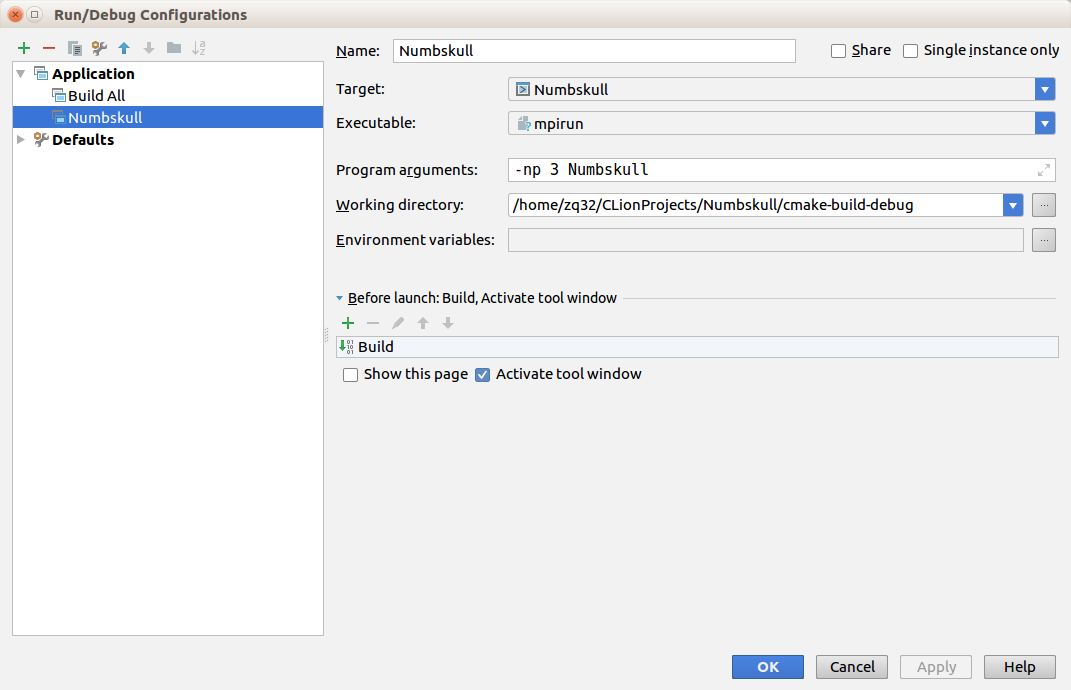 Run/Debug Configurations
Name: Numbskull Share Single instance only
Application
Build All
Numbskull
Defaults
Target: Numbskull
Executable: mpirun
Program arguments: -np 3 Numbskull
Working directory: /home/zq32/CLionProjects/Numbskull/cmake-build-debug ...
Environment variables: ...
Before launch: Build, Activate tool window
Build
Show this page Activate tool window
OK Cancel Apply Help